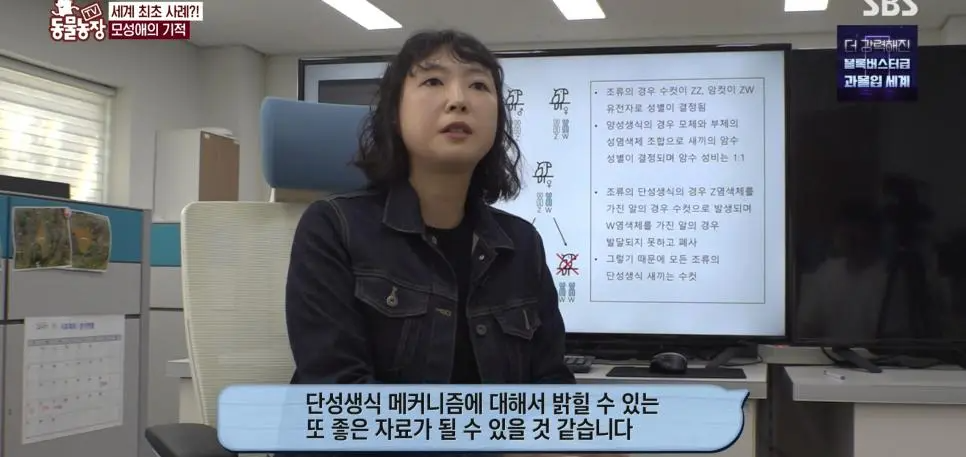 TV
동물농장
세계 최초 사례?!
모성애의 기적
SBS
더 강력해진
블록버스터급
과몰입 세계
• 조류의 경우 수컷이 ZZ, 암컷이 ZW
유전자로 성별이 결정됨
• 양성생식의 경우 모체와 부체의
성염색체 조합으로 새끼의 암수
성별이 결정되며 암수 성비는 1:1
• 조류의 단성생식의 경우 Z염색체를
가진 알의 경우 수컷으로 발생되며
W염색체를 가진 알의 경우
발달되지 못하고 폐사
• 그렇기 때문에 모든 조류의
단성생식 새끼는 수컷
Z W
W W
단성생식 메커니즘에 대해서 밝힐 수 있는
또 좋은 자료가 될 수 있을 것 같습니다